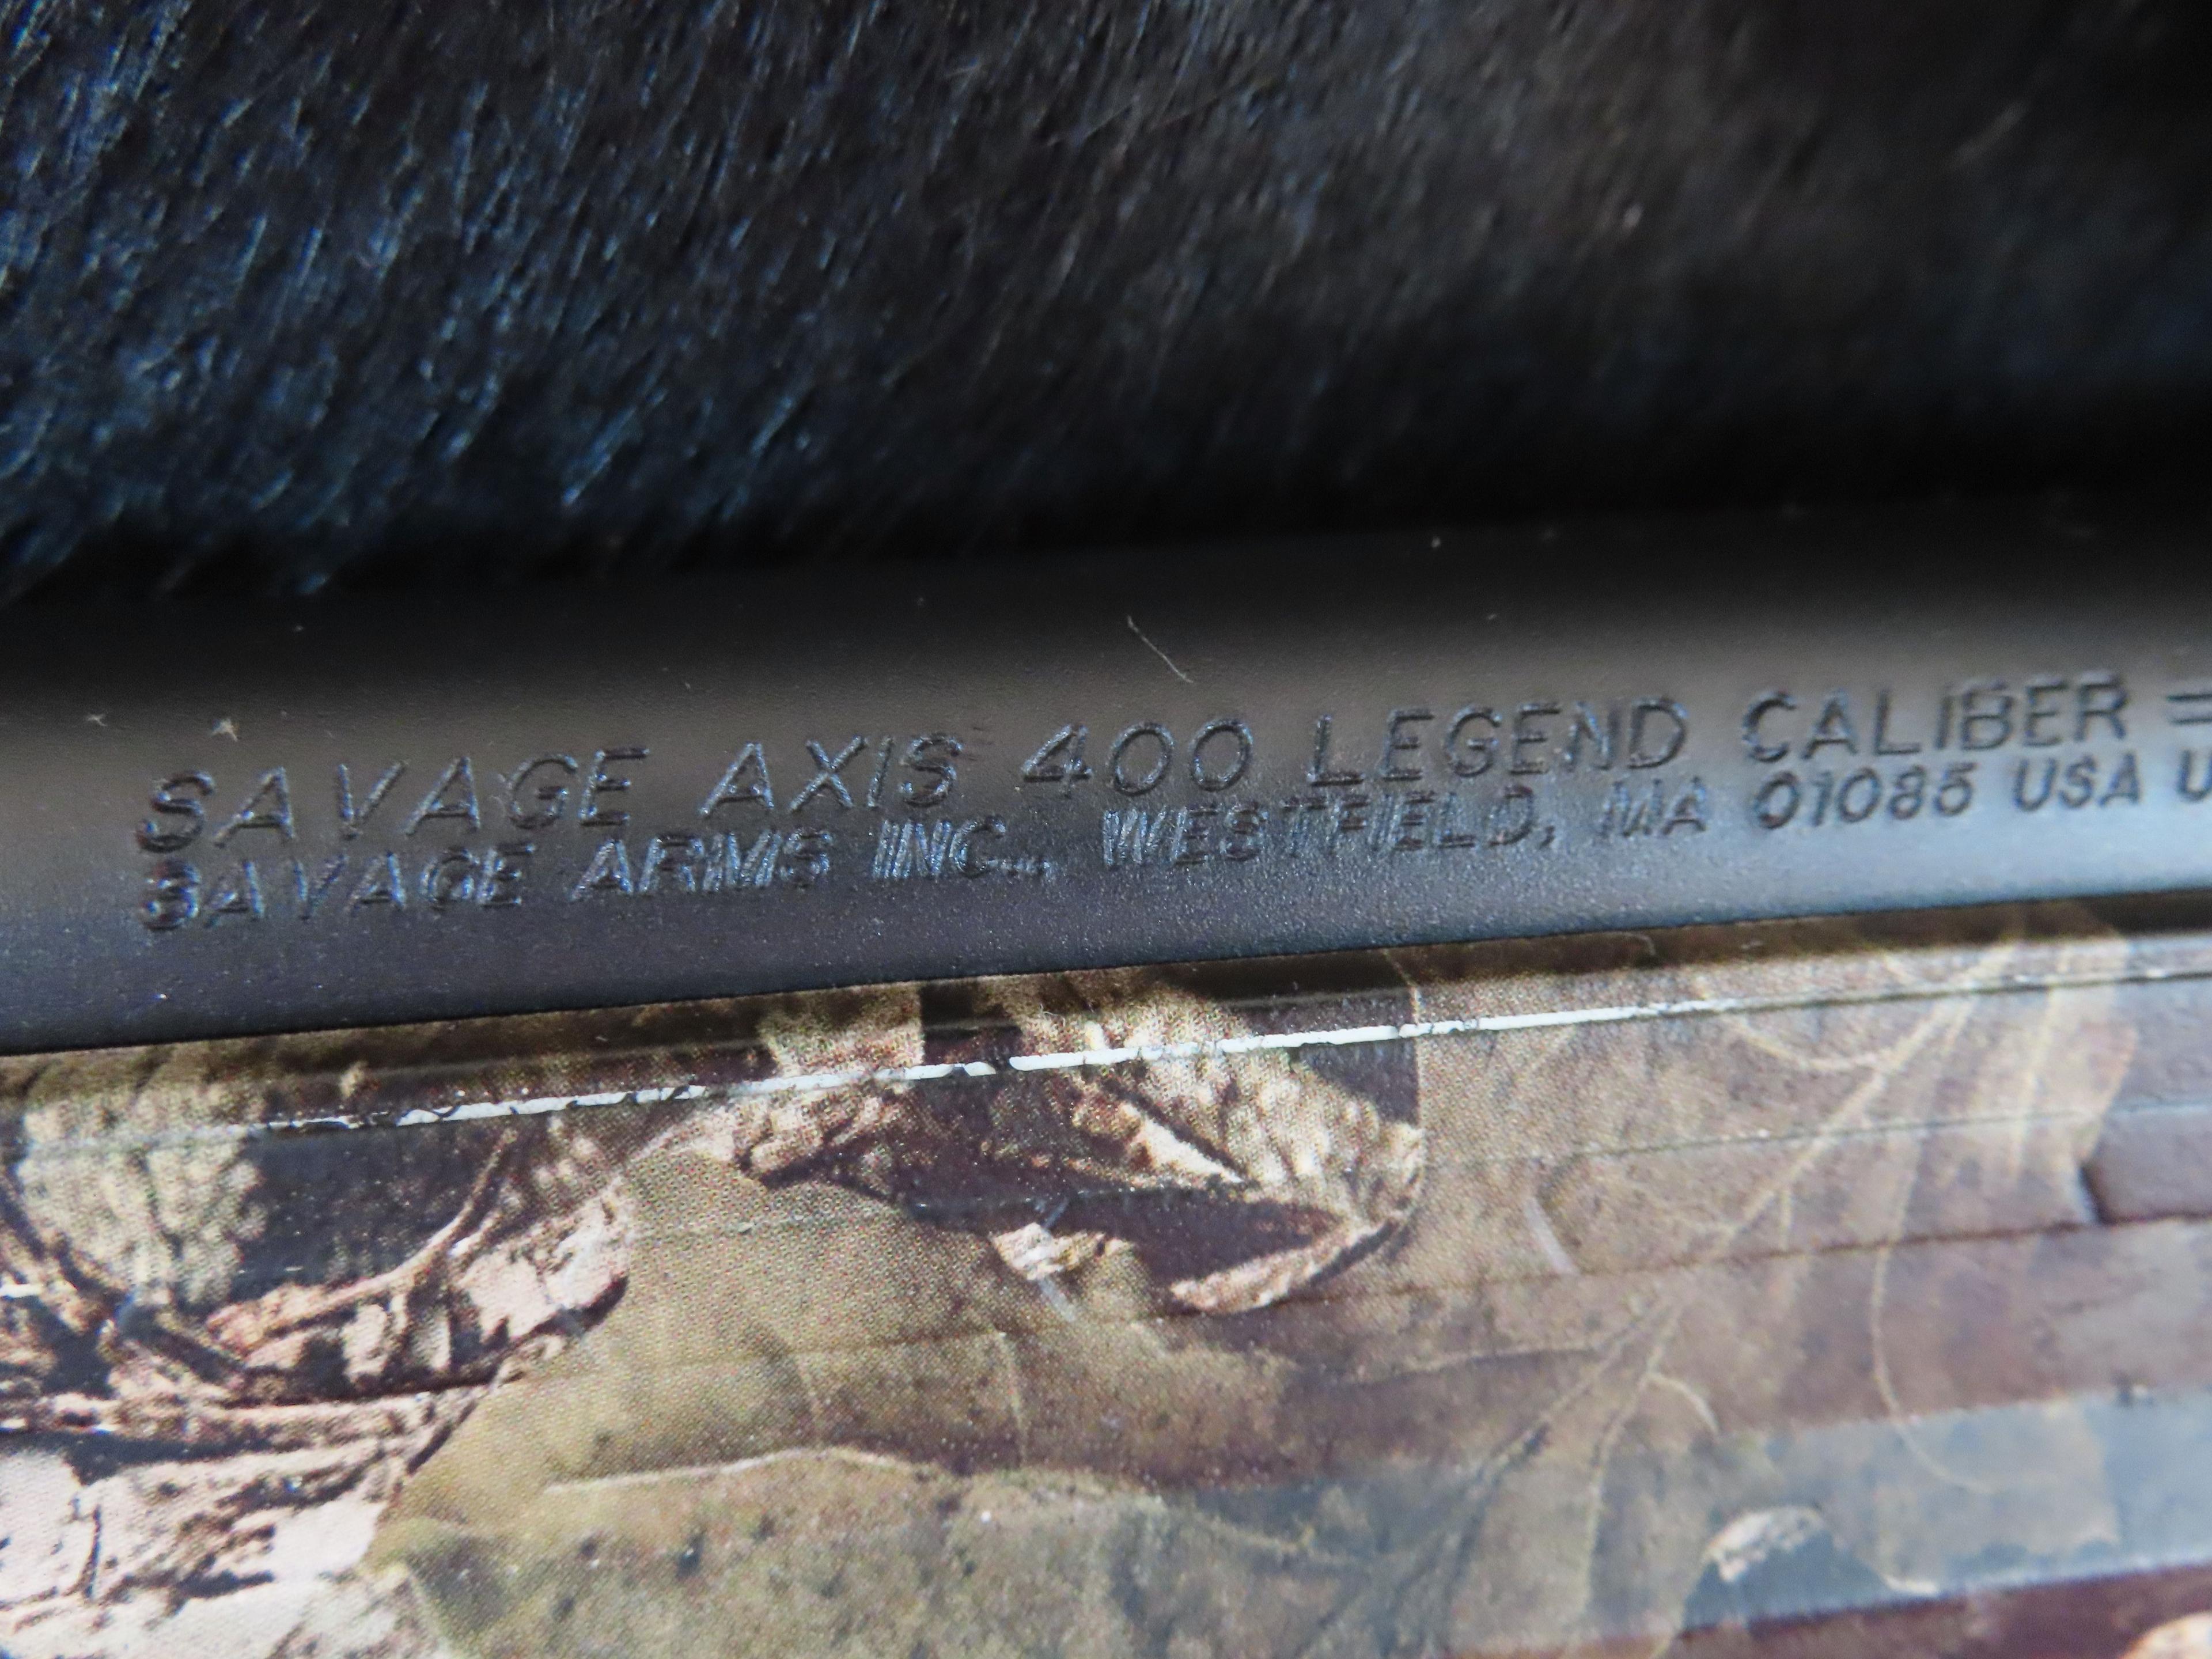 SAVAGE AXIS 400 LEGEND CALIBER =
SAVAGE ARMS INC., WESTFIELD, MA 01085 USA U